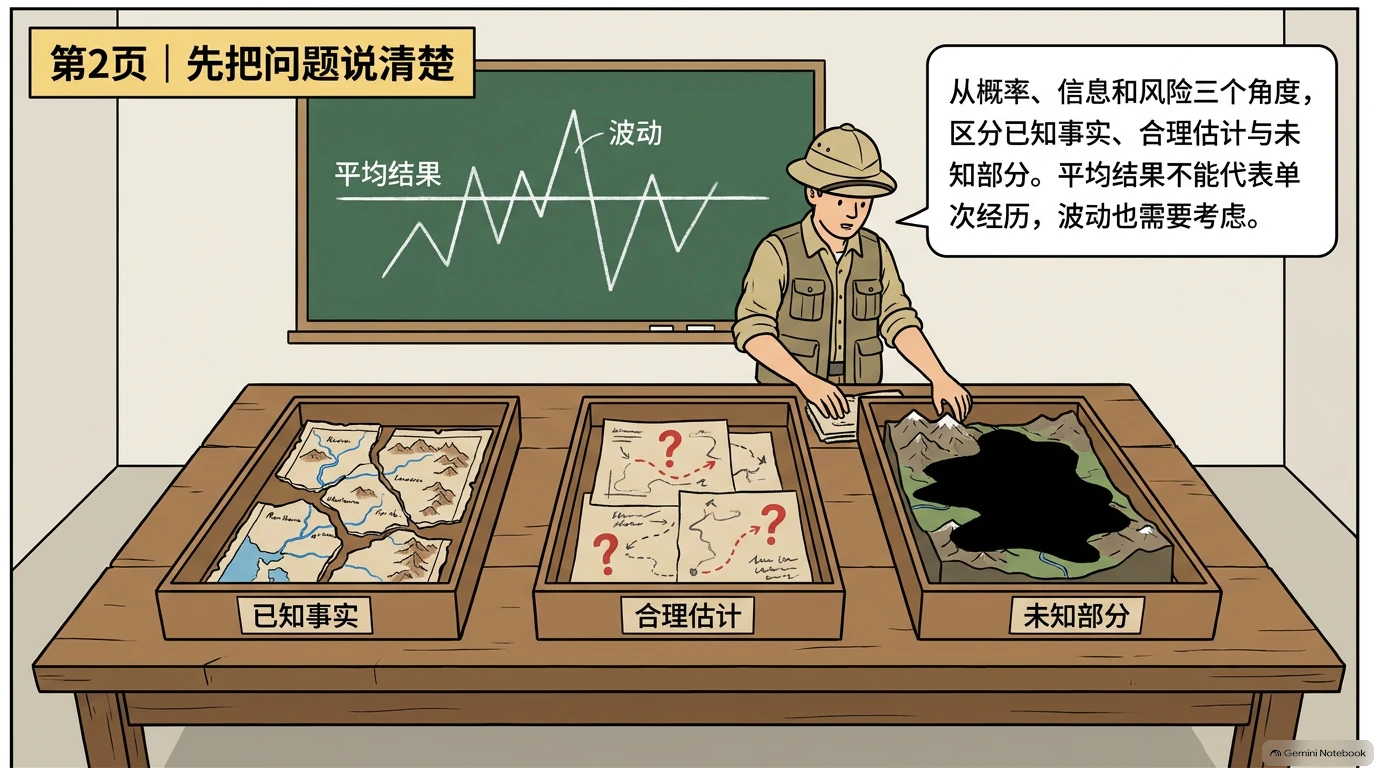 第2页｜先把问题说清楚
平均结果
波动
从概率、信息和风险三个角度，
区分已知事实、合理估计与未
知部分。平均结果不能代表单
次经历，波动也需要考虑。
已知事实
合理估计
未知部分
Gemini Notebook